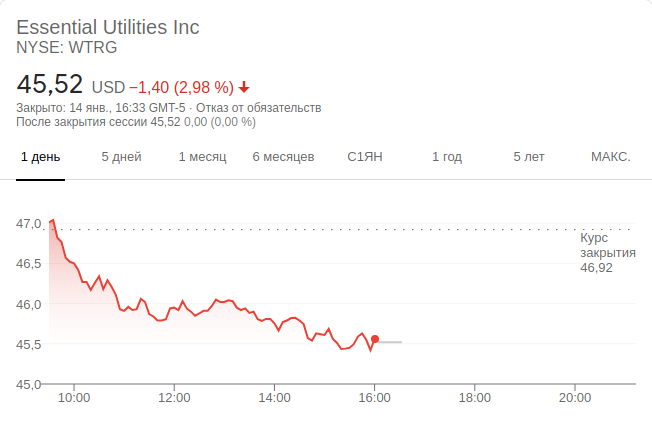 Essential Utilities Inc
NYSE: WTRG
45,52 USD −1,40 (2,98 %)
Закрыто: 14 янв., 16:33 GMT-5 · Отказ от обязательств
После закрытия сессии 45,52 0,00 (0,00 %)
1 день 5 дней 1 месяц 6 месяцев С1ЯН 1 год 5 лет МАКС.
47,0
Курс
закрытия
46,92
46,5
46,0
45,5
45,0
10:00 12:00 14:00 16:00 18:00 20:00